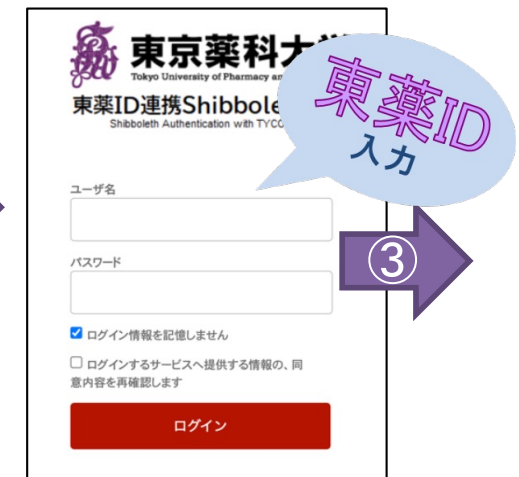 東京薬科大
Tokyo University of Pharmacy an
東薬ID連携Shibbole
Shibboleth Authentication with TYCO
東薬ID
入力
ユーザ名
パスワード
③
ログイン情報を記憶しません
ログインするサービスへ提供する情報の、同
意内容を再確認します
ログイン